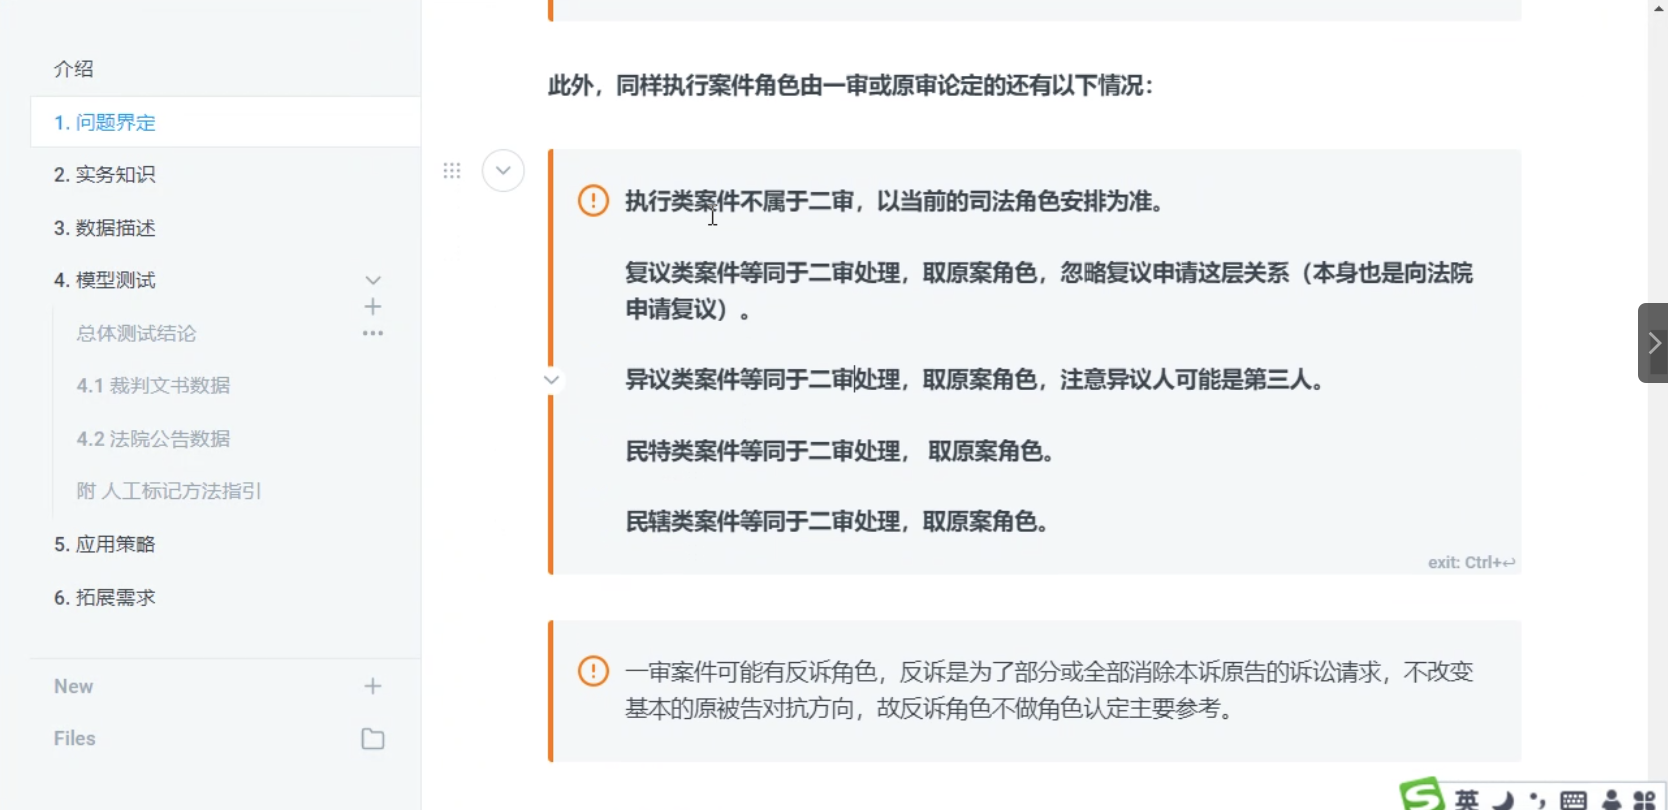 介绍
1. 问题界定
2. 实务知识
3. 数据描述
4. 模型测试
总体测试结论
4.1 裁判文书数据
4.2 法院公告数据
附 人工标记方法指引
5. 应用策略
6. 拓展需求
New
Files
此外，同样执行案件角色由一审或原审论定的还有以下情况：
执行类案件不属于二审，以当前的司法角色安排为准。
复议类案件等同于二审处理，取原案角色，忽略复议申请这层关系（本身也是向法院
申请复议）。
异议类案件等同于二审处理，取原案角色，注意异议人可能是第三人。
民特类案件等同于二审处理， 取原案角色。
民辖类案件等同于二审处理，取原案角色。
exit: Ctrl+↩
一审案件可能有反诉角色，反诉是为了部分或全部消除本诉原告的诉讼请求，不改变
基本的原被告对抗方向，故反诉角色不做角色认定主要参考。
英